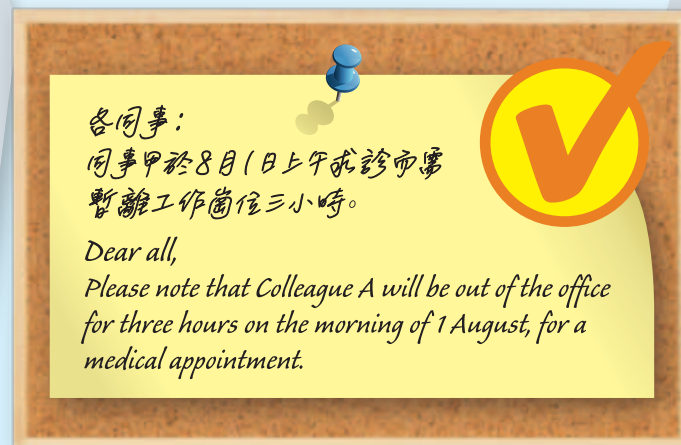 各同事：
同事甲於8月1日上午求診而需
暫離工作崗位三小時。
Dear all,
Please note that Colleague A will be out of the office
for three hours on the morning of 1 August, for a
medical appointment.